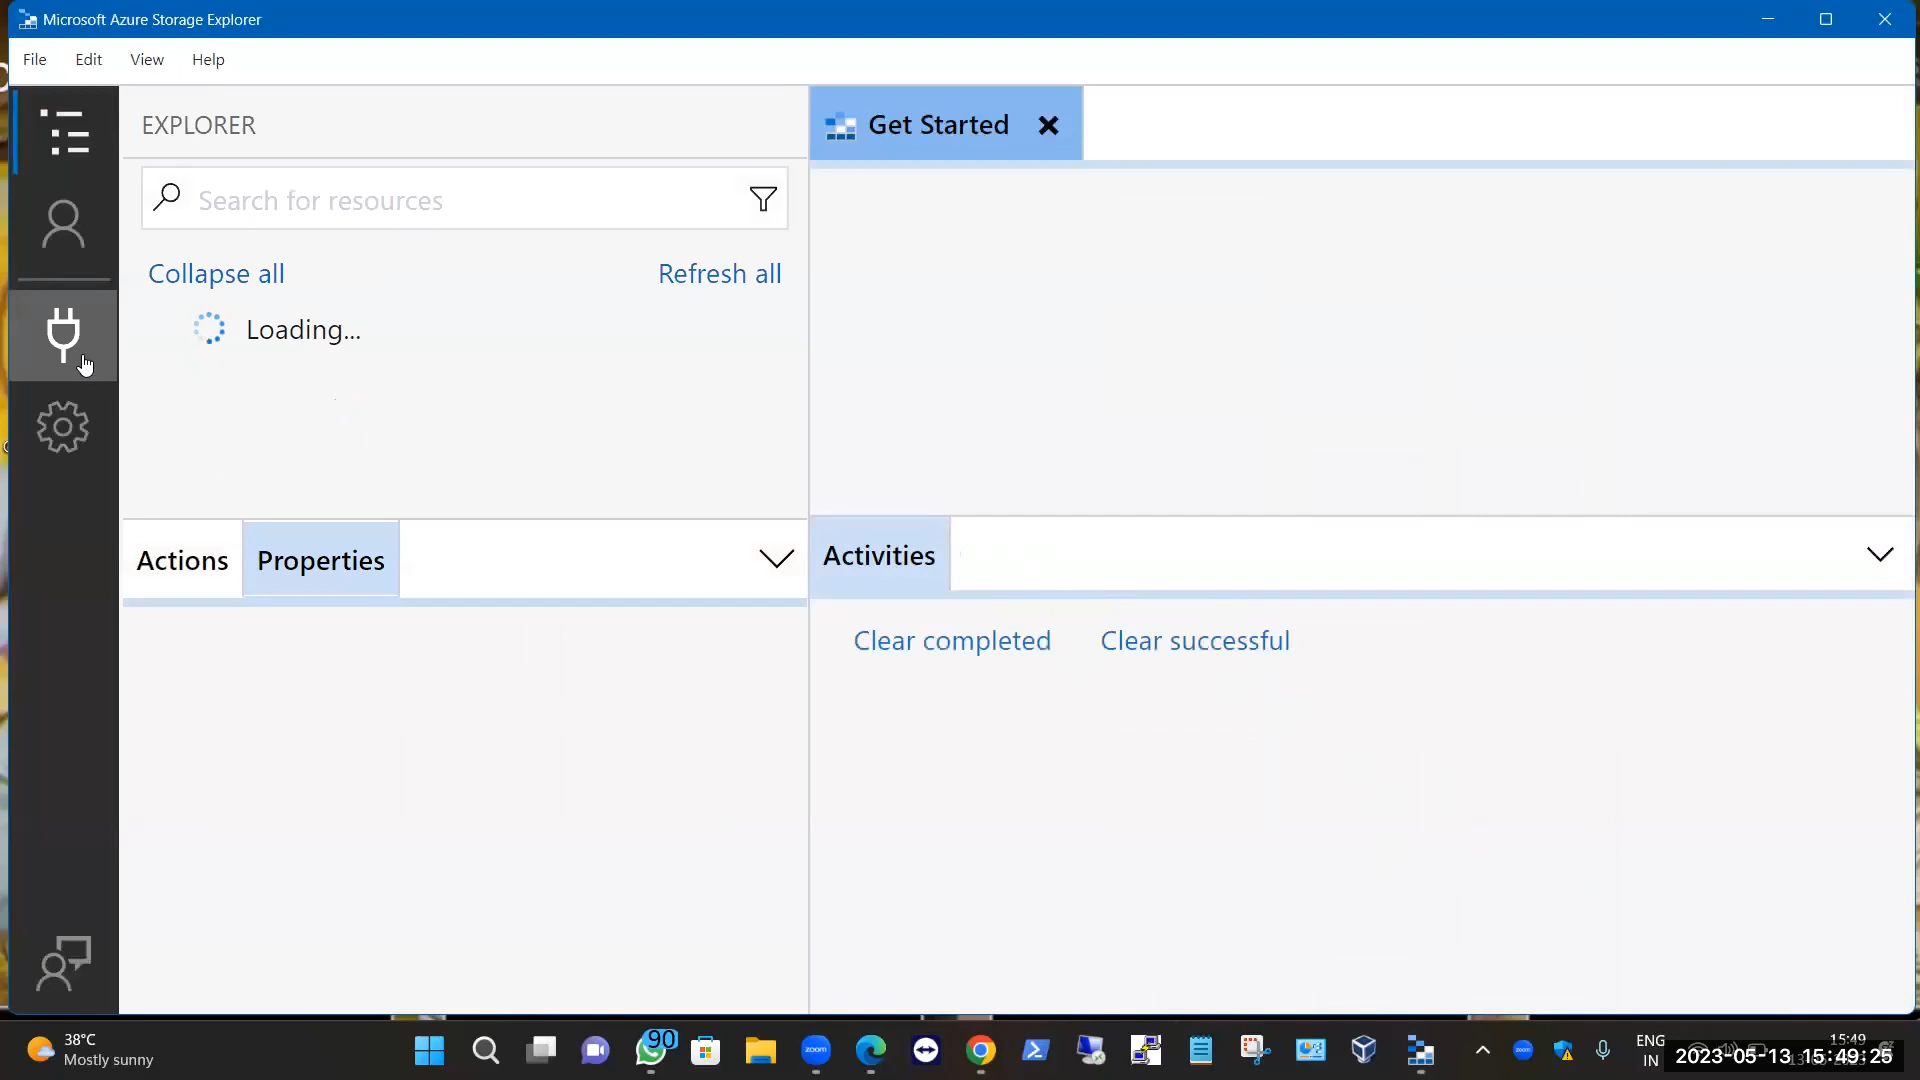 Microsoft Azure Storage Explorer
File Edit View Help
EXPLORER
Search for resources
Collapse all Refresh all
Loading...
Get Started
Actions Properties
Activities
Clear completed Clear successful
38°C
Mostly sunny
90
zoom
zoom
ENG
IN
15:49
2023-05-13 15:49:25